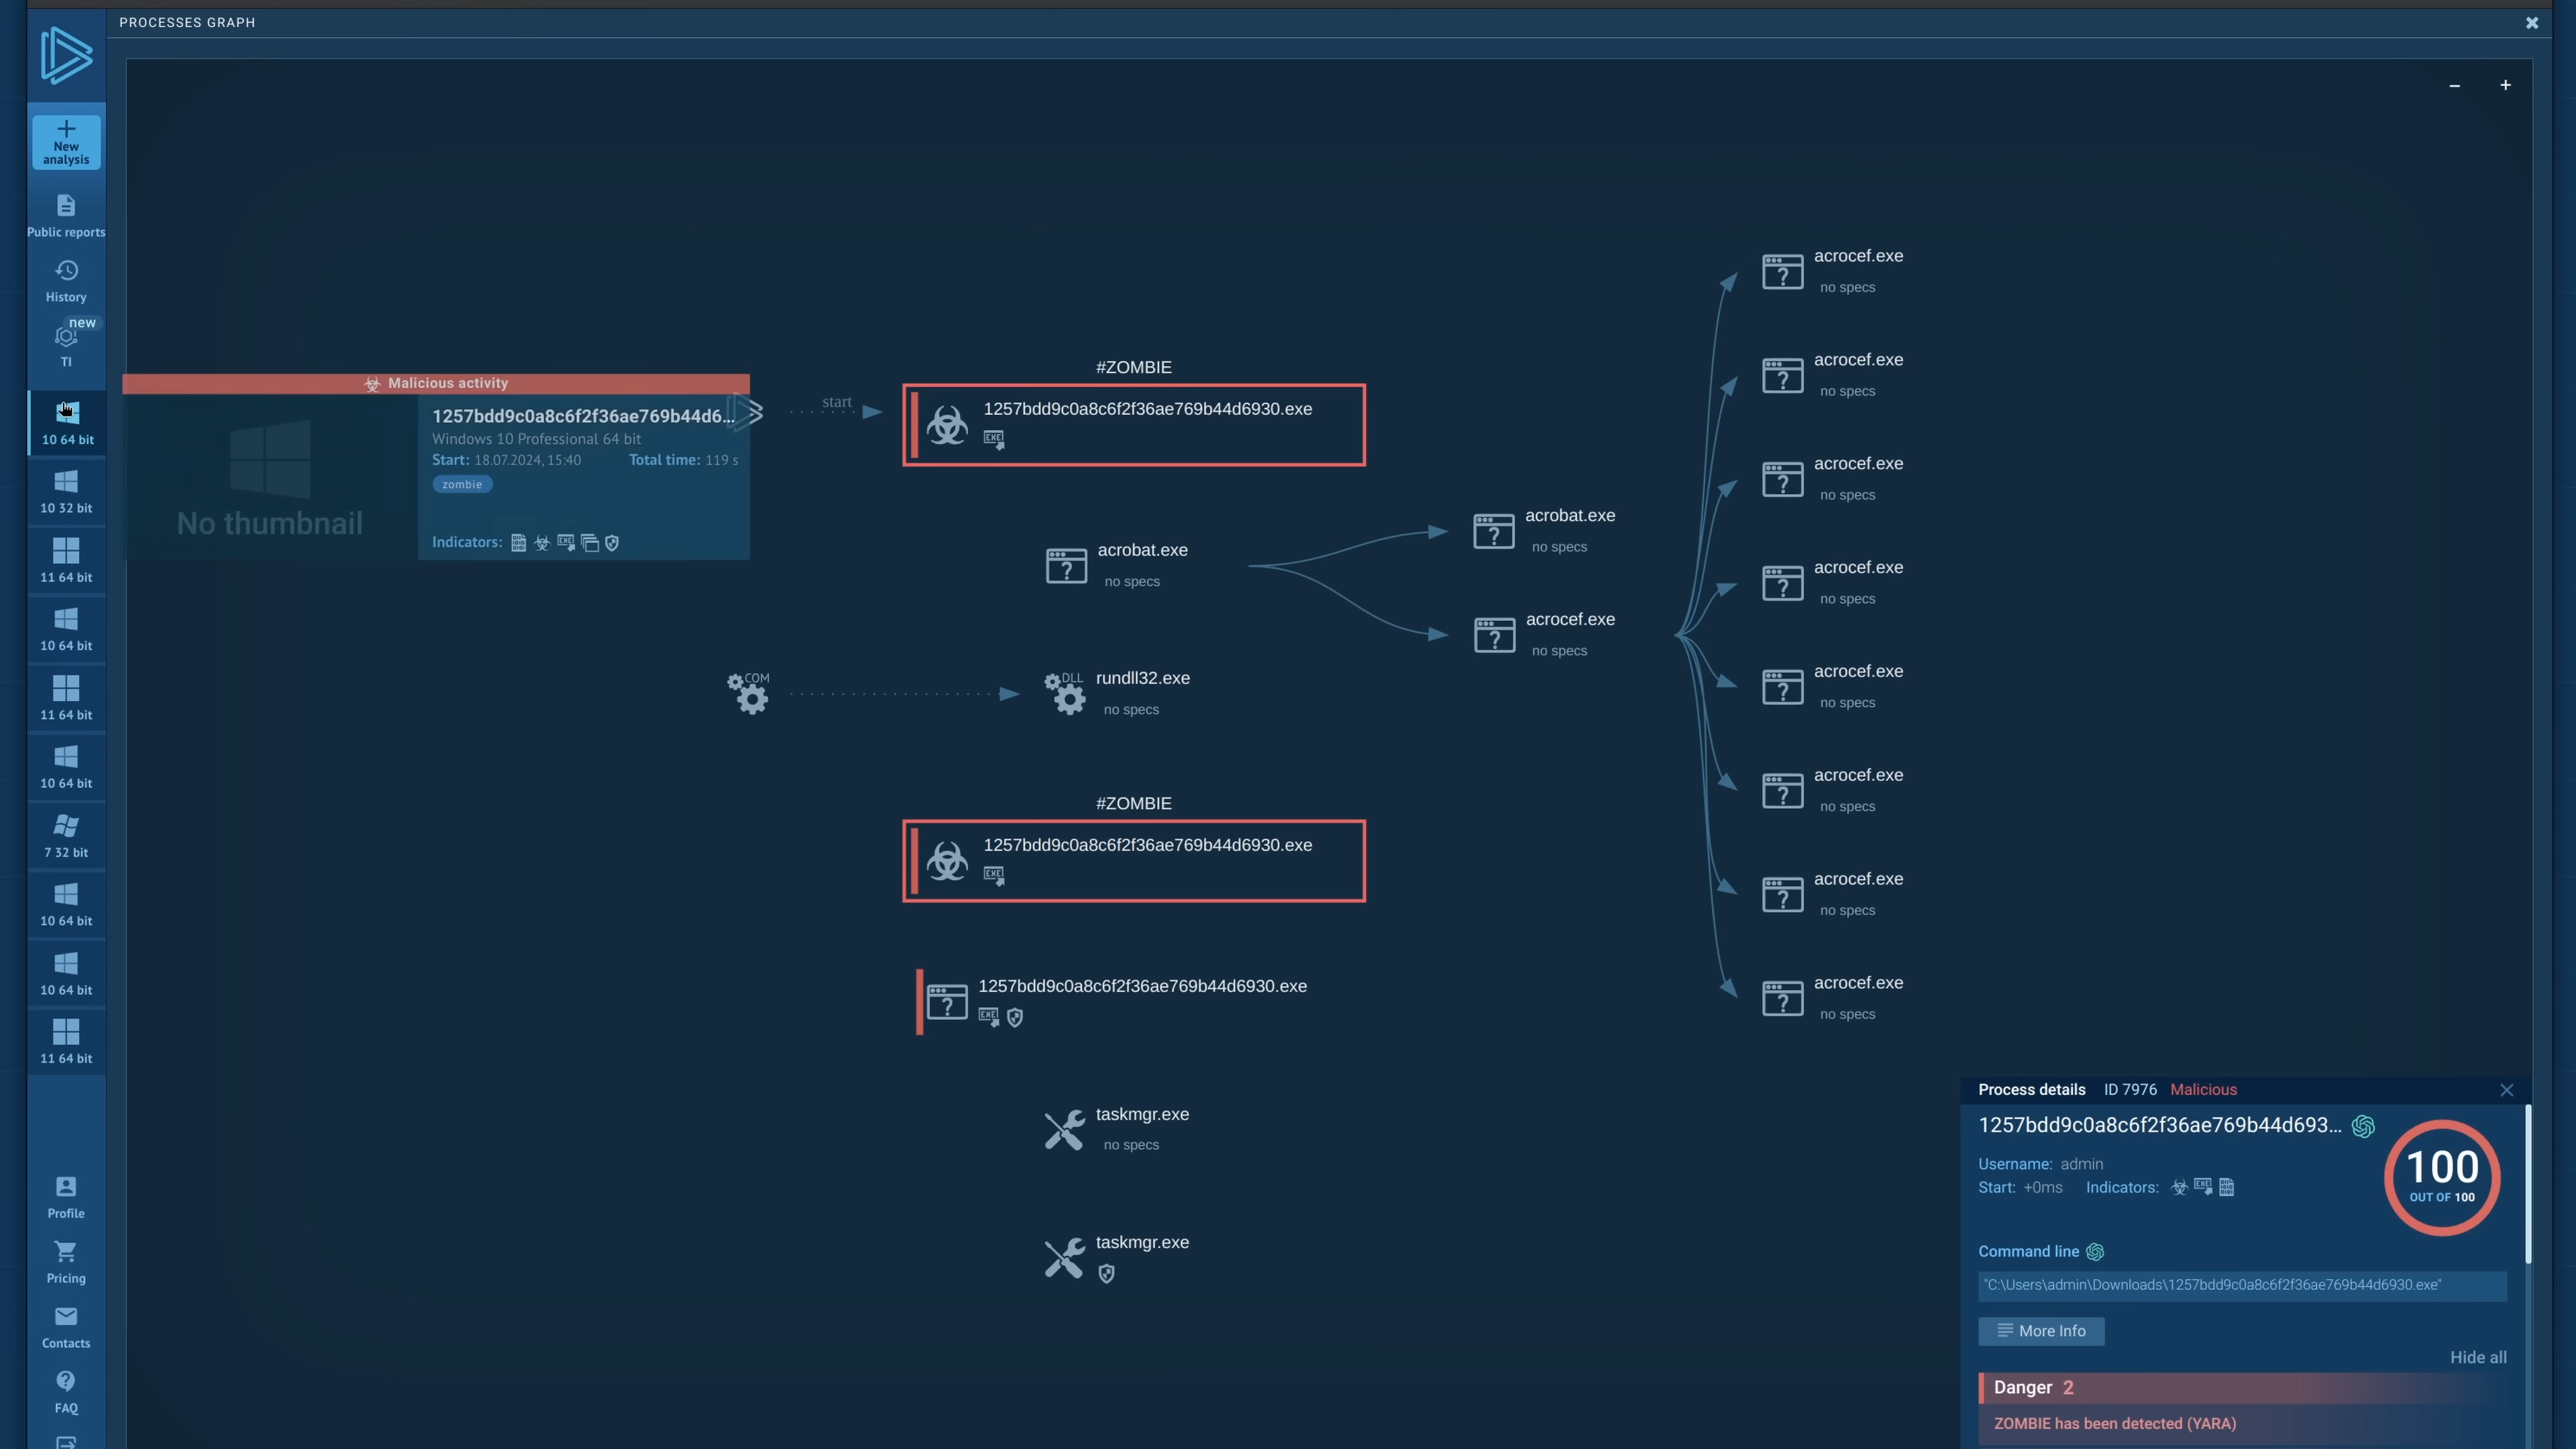 PROCESSES GRAPH
New
analysis
Public reports
History
new
TI
10 64 bit
10 32 bit
11 64 bit
10 64 bit
11 64 bit
10 64 bit
7 32 bit
10 64 bit
10 64 bit
11 64 bit
Profile
Pricing
Contacts
FAQ
Malicious activity
No thumbnail
1257bdd9c0a8c6f2f36ae769b44d6...
Windows 10 Professional 64 bit
Start: 18.07.2024, 15:40 Total time: 119 s
zombie
Indicators:
start
#ZOMBIE
1257bdd9c0a8c6f2f36ae769b44d6930.exe
EXE
acrobat.exe
no specs
acrobat.exe
no specs
acrocef.exe
no specs
COM
DLL
rundll32.exe
no specs
#ZOMBIE
1257bdd9c0a8c6f2f36ae769b44d6930.exe
EXE
1257bdd9c0a8c6f2f36ae769b44d6930.exe
EXE
taskmgr.exe
no specs
taskmgr.exe
acrocef.exe
no specs
acrocef.exe
no specs
acrocef.exe
no specs
acrocef.exe
no specs
acrocef.exe
no specs
acrocef.exe
no specs
acrocef.exe
no specs
acrocef.exe
no specs
Process details ID 7976 Malicious
1257bdd9c0a8c6f2f36ae769b44d693...
Username: admin
Start: +0ms Indicators:
100
OUT OF 100
Command line
"C:\Users\admin\Downloads\1257bdd9c0a8c6f2f36ae769b44d6930.exe"
More Info
Hide all
Danger 2
ZOMBIE has been detected (YARA)